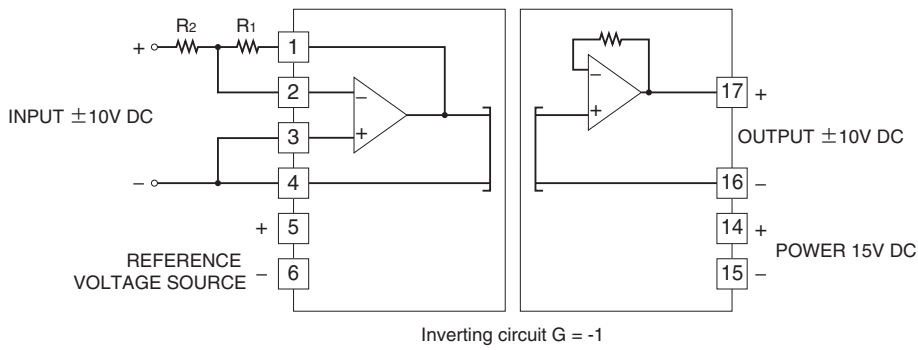 R2 R1
+ 1
2 − − 17 +
INPUT ±10V DC
3 + + OUTPUT ±10V DC
− 4 16 −
+ 5 14 +
REFERENCE
VOLTAGE SOURCE
− 6
POWER 15V DC
15 −
Inverting circuit G = -1